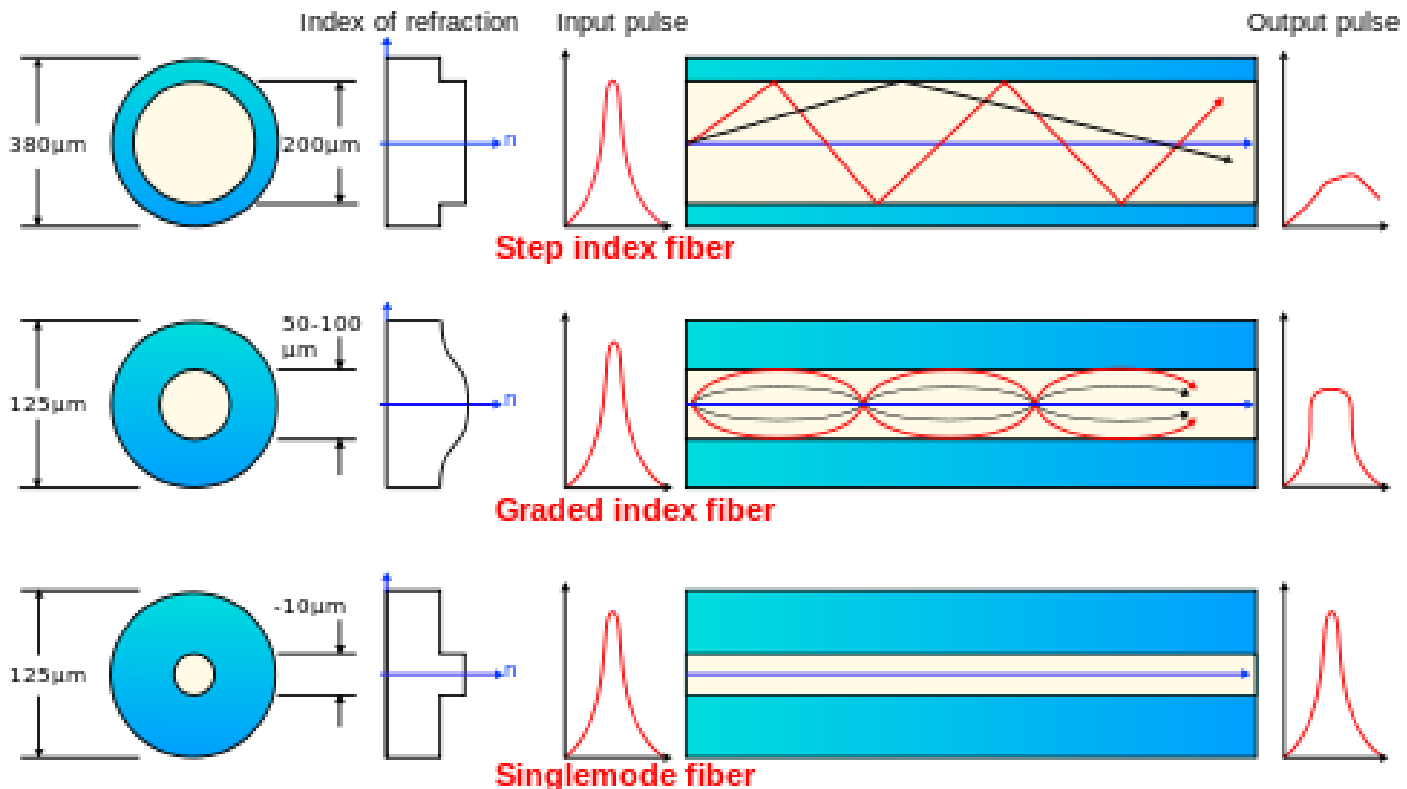 Index of refraction
Input pulse
Output pulse
380μm
200μm
n
Step index fiber
50-100
μm
125μm
n
Graded index fiber
-10μm
125μm
n
Singlemode fiber